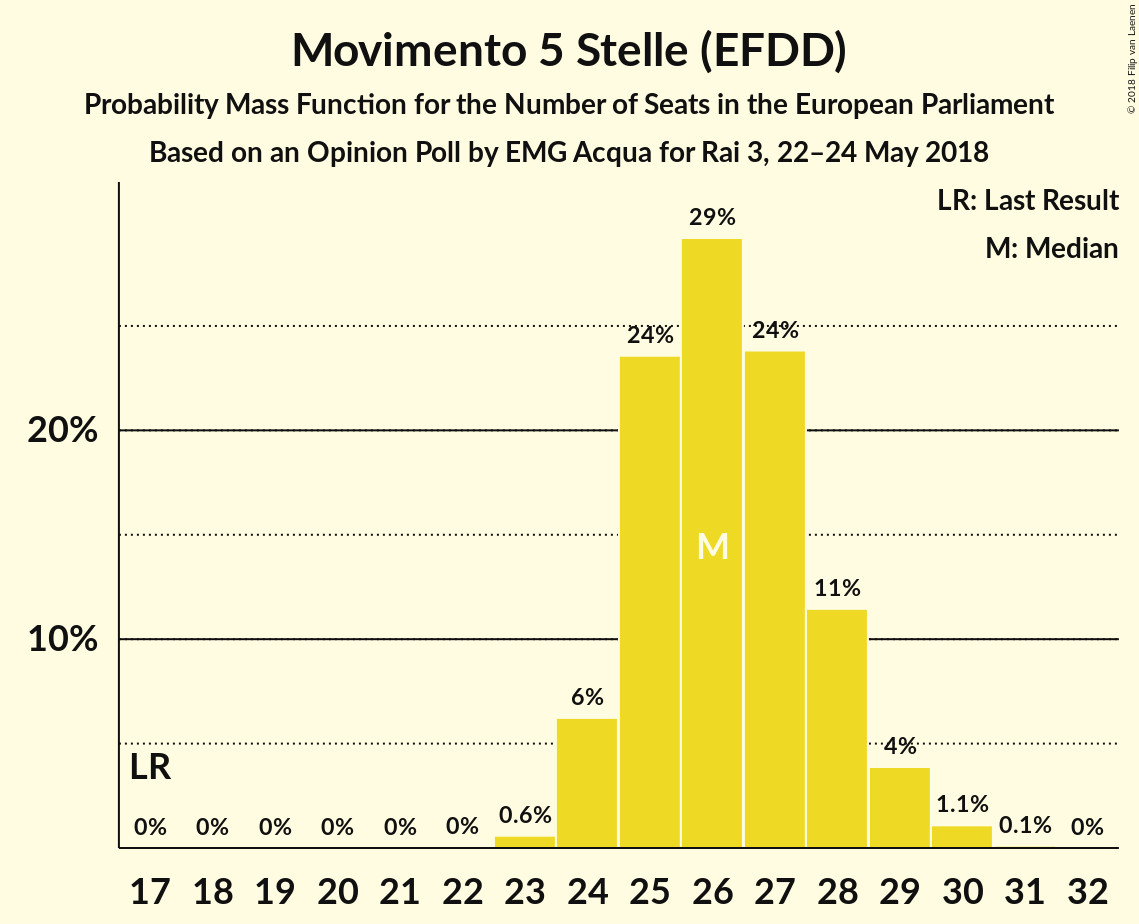 Movimento 5 Stelle (EFDD)
Probability Mass Function for the Number of Seats in the European Parliament
Based on an Opinion Poll by EMG Acqua for Rai 3, 22–24 May 2018
© 2018 Filip van Laenen
LR: Last Result
M: Median
29%
24% 24%
20%
M
11%
10%
6%
4%
LR
0% 0% 0% 0% 0% 0% 0.6% 1.1% 0.1% 0%
17 18 19 20 21 22 23 24 25 26 27 28 29 30 31 32